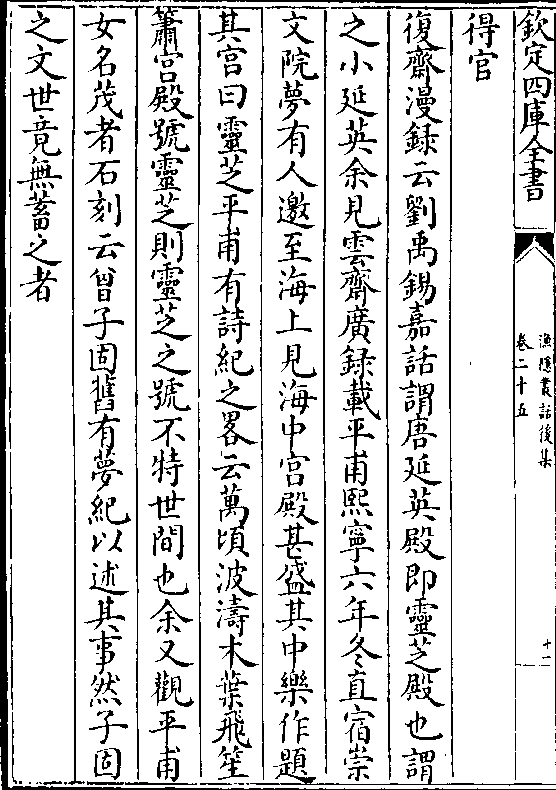 欽定四庫全書
漁隱叢話後集
卷二十五
十一
得官
復齋漫録云劉禹錫嘉話謂唐延英殿即靈芝殿也謂
之小延英余見雲齋廣録載平甫熙寧六年冬直宿崇
文院夢有人邀至海上見海中宫殿甚盛其中樂作題
其宫曰靈芝平甫有詩紀之畧云萬頃波濤木葉飛笙
簫宫殿號靈芝則靈芝之號不特世間也余又觀平甫
女名茂者石刻云曾子固舊有夢紀以述其事然子固
之文世竟無蓄之者